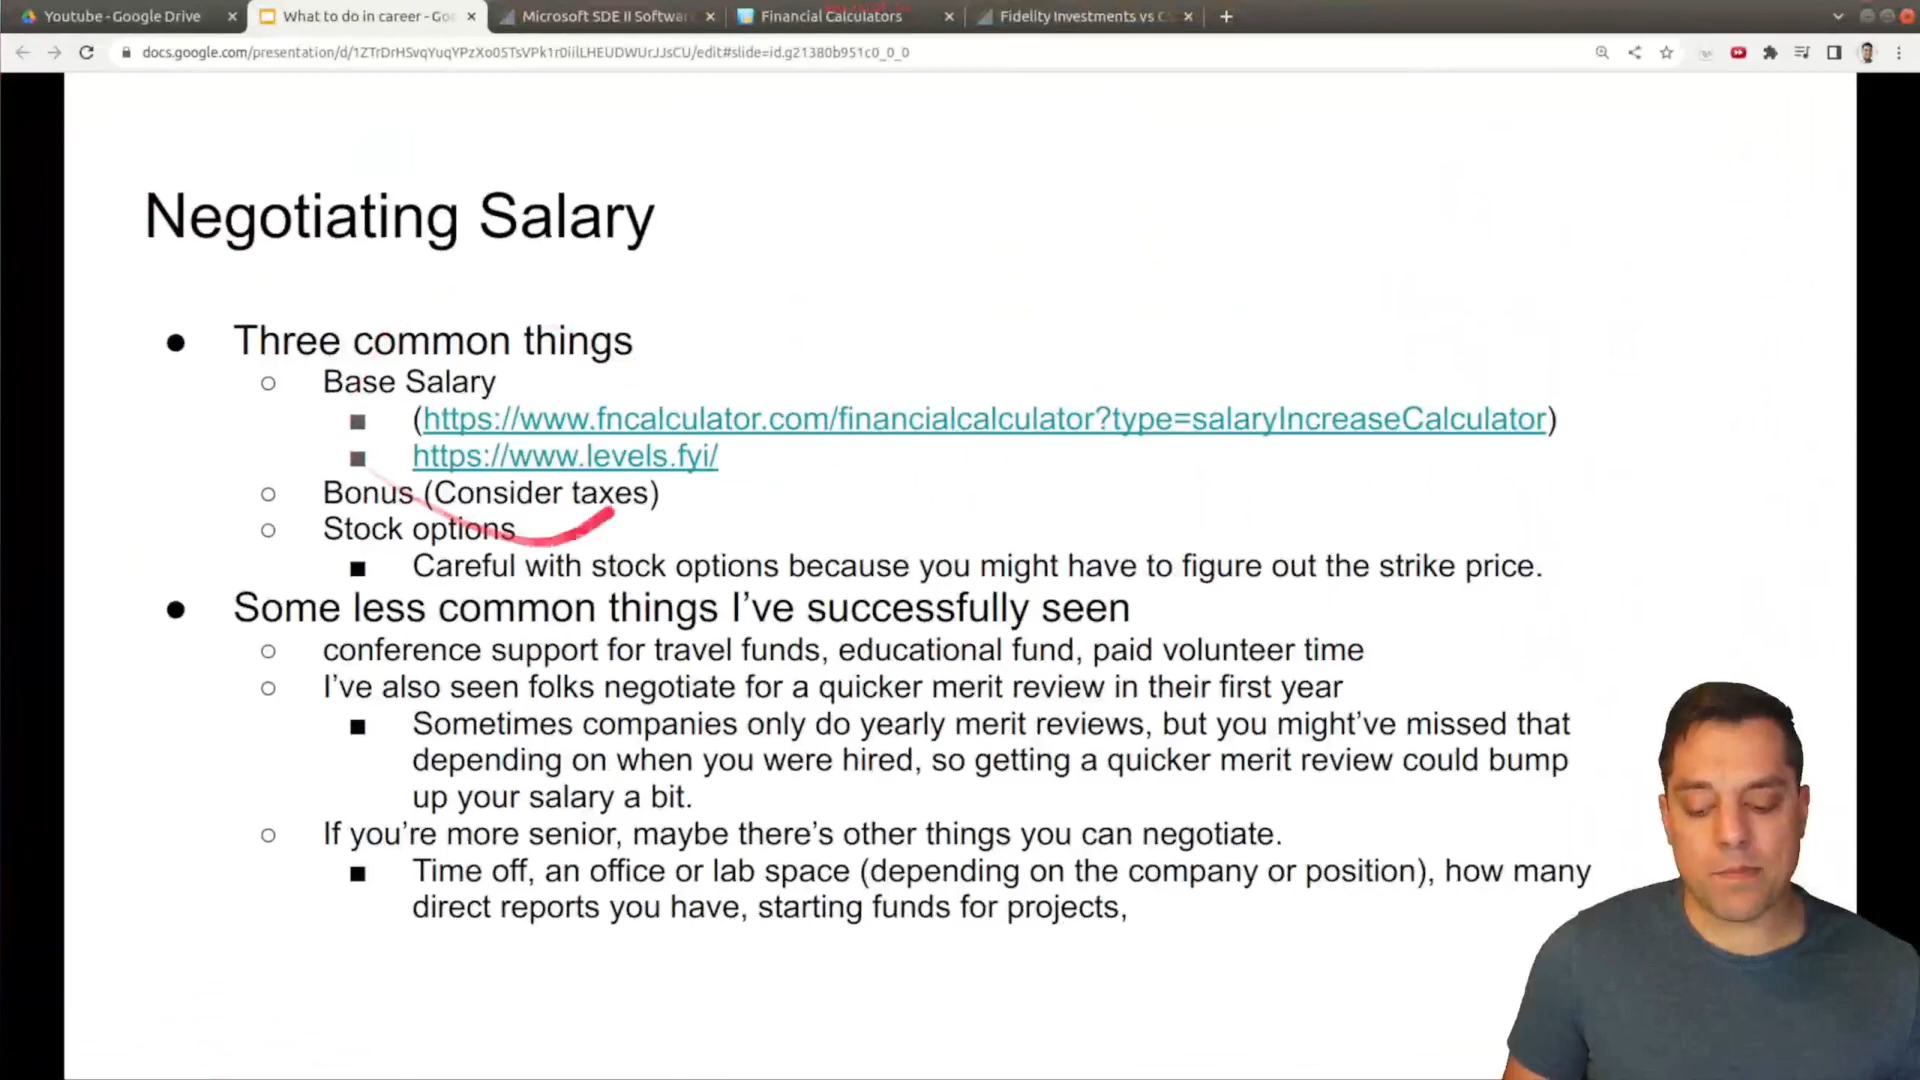 Youtube - Google Drive
What to do in career - Goo
Microsoft SDE II Softwar
Financial Calculators
Fidelity Investments vs C
docs.google.com/presentation/d/1ZTrDrHSvqYuqYPzXo05TsVPk1r0iilLHEUDWUrJJsCU/edit#slide=id.g21380b951c0_0_0
Negotiating Salary
● Three common things
○ Base Salary
■ (https://www.fncalculator.com/financialcalculator?type=salaryIncreaseCalculator)
■ https://www.levels.fyi/
○ Bonus (Consider taxes)
○ Stock options
■ Careful with stock options because you might have to figure out the strike price.
● Some less common things I’ve successfully seen
○ conference support for travel funds, educational fund, paid volunteer time
○ I’ve also seen folks negotiate for a quicker merit review in their first year
■ Sometimes companies only do yearly merit reviews, but you might’ve missed that
depending on when you were hired, so getting a quicker merit review could bump
up your salary a bit.
○ If you’re more senior, maybe there’s other things you can negotiate.
■ Time off, an office or lab space (depending on the company or position), how many
direct reports you have, starting funds for projects,